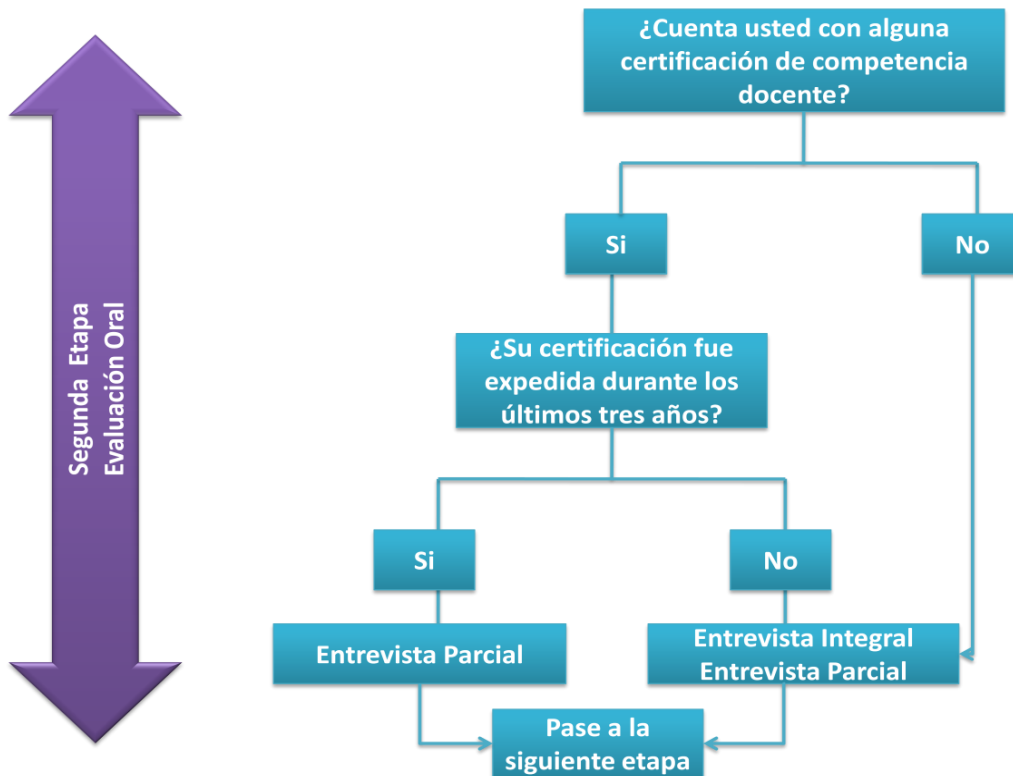 ¿Cuenta usted con alguna
certificación de competencia
docente?
Si
No
¿Su certificación fue
expedida durante los
últimos tres años?
Si
No
Entrevista Parcial
Entrevista Integral
Entrevista Parcial
Pase a la
siguiente etapa
Segunda Etapa
Evaluación Oral